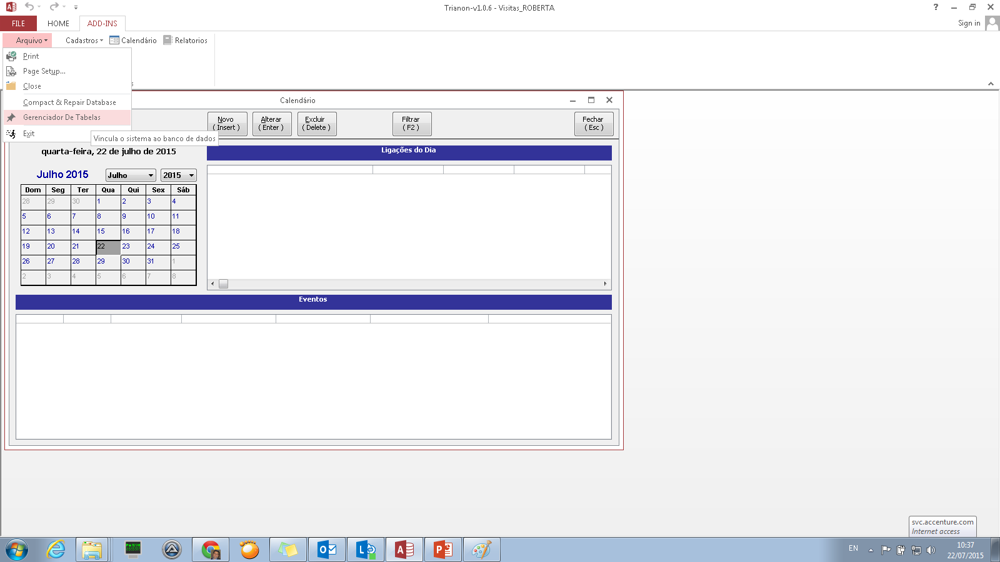 Trianon-v1.0.6 - Visitas_ROBERTA
FILE HOME ADD-INS
Sign in
Arquivo Cadastros Calendário Relatorios
Print
Page Setup...
Close
Compact & Repair Database
Gerenciador De Tabelas
Exit
Vincula o sistema ao banco de dados
Calendário
Novo
( Insert )
Alterar
( Enter )
Excluir
( Delete )
Filtrar
( F2 )
Fechar
( Esc )
quarta-feira, 22 de julho de 2015
Julho 2015 Julho 2015
Dom Seg Ter Qua Qui Sex Sáb
28 29 30 1 2 3 4
5 6 7 8 9 10 11
12 13 14 15 16 17 18
19 20 21 22 23 24 25
26 27 28 29 30 31 1
2 3 4 5 6 7 8
Ligações do Dia
Eventos
svc.accenture.com
Internet access
EN
10:37
22/07/2015